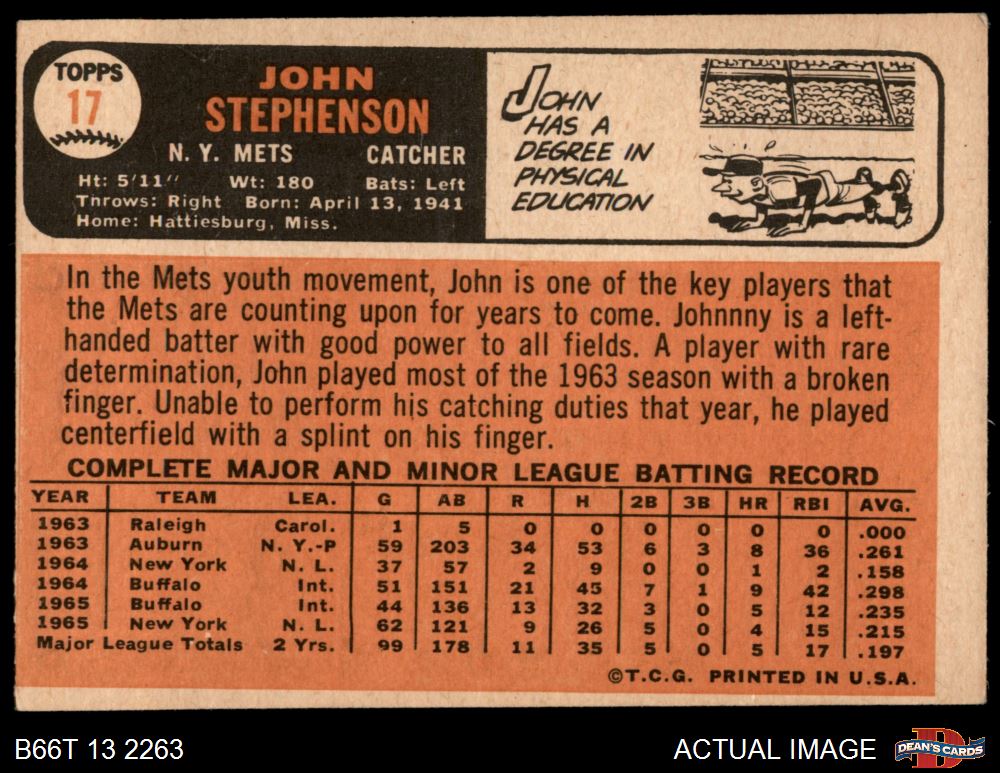 TOPPS
17
JOHN
STEPHENSON
N. Y. METS CATCHER
Ht: 5'11" Wt: 180 Bats: Left
Throws: Right Born: April 13, 1941
Home: Hattiesburg, Miss.
JOHN
HAS A
DEGREE IN
PHYSICAL
EDUCATION
In the Mets youth movement, John is one of the key players that
the Mets are counting upon for years to come. Johnnny is a left-
handed batter with good power to all fields. A player with rare
determination, John played most of the 1963 season with a broken
finger. Unable to perform his catching duties that year, he played
centerfield with a splint on his finger.
COMPLETE MAJOR AND MINOR LEAGUE BATTING RECORD
YEAR TEAM LEA. G AB R H 2B 3B HR RBI AVG.
1963 Raleigh Carol. 1 5 0 0 0 0 0 0 .000
1963 Auburn N. Y.-P 59 203 34 53 6 3 8 36 .261
1964 New York N. L. 37 57 2 9 0 0 1 2 .158
1964 Buffalo Int. 51 151 21 45 7 1 9 42 .298
1965 Buffalo Int. 44 136 13 32 3 0 5 12 .235
1965 New York N. L. 62 121 9 26 5 0 4 15 .215
Major League Totals 2 Yrs. 99 178 11 35 5 0 5 17 .197
©T.C.G. PRINTED IN U.S.A.
B66T 13 2263
ACTUAL IMAGE
DEAN'S CARDS